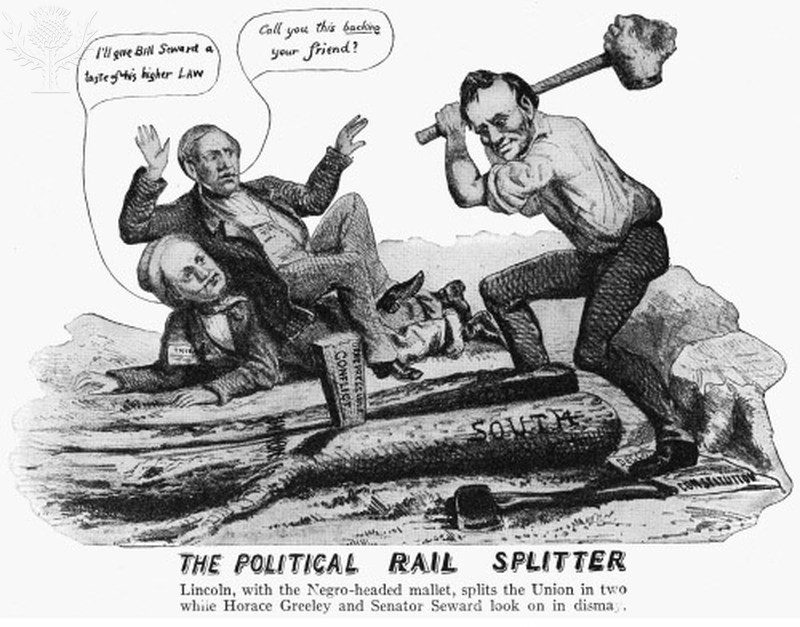 I'll give Bill Seward a
taste of his higher LAW
Call you this backing
your friend?
CONFLICT
SOUTH
THE POLITICAL RAIL SPLITTER
Lincoln, with the Negro-headed mallet, splits the Union in two
while Horace Greeley and Senator Seward look on in dismay.